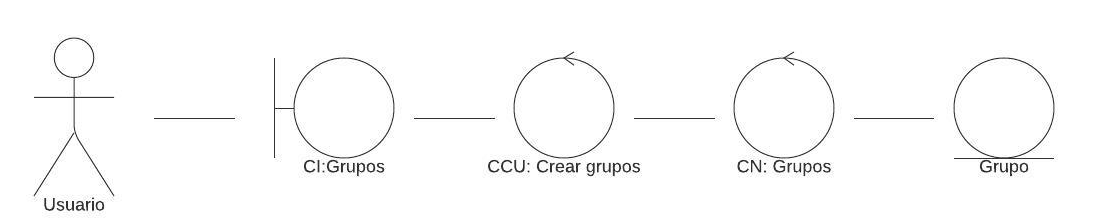 CI:Grupos
CCU: Crear grupos
CN: Grupos
Grupo
Usuario